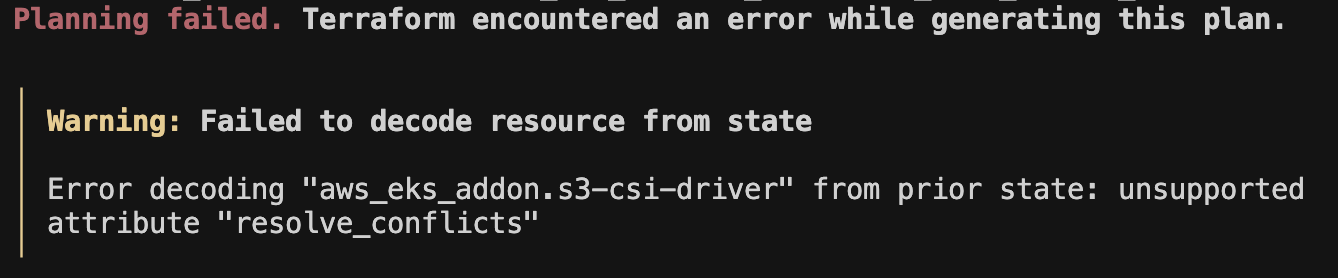 Planning failed. Terraform encountered an error while generating this plan.
Warning: Failed to decode resource from state
Error decoding "aws_eks_addon.s3-csi-driver" from prior state: unsupported
attribute "resolve_conflicts"